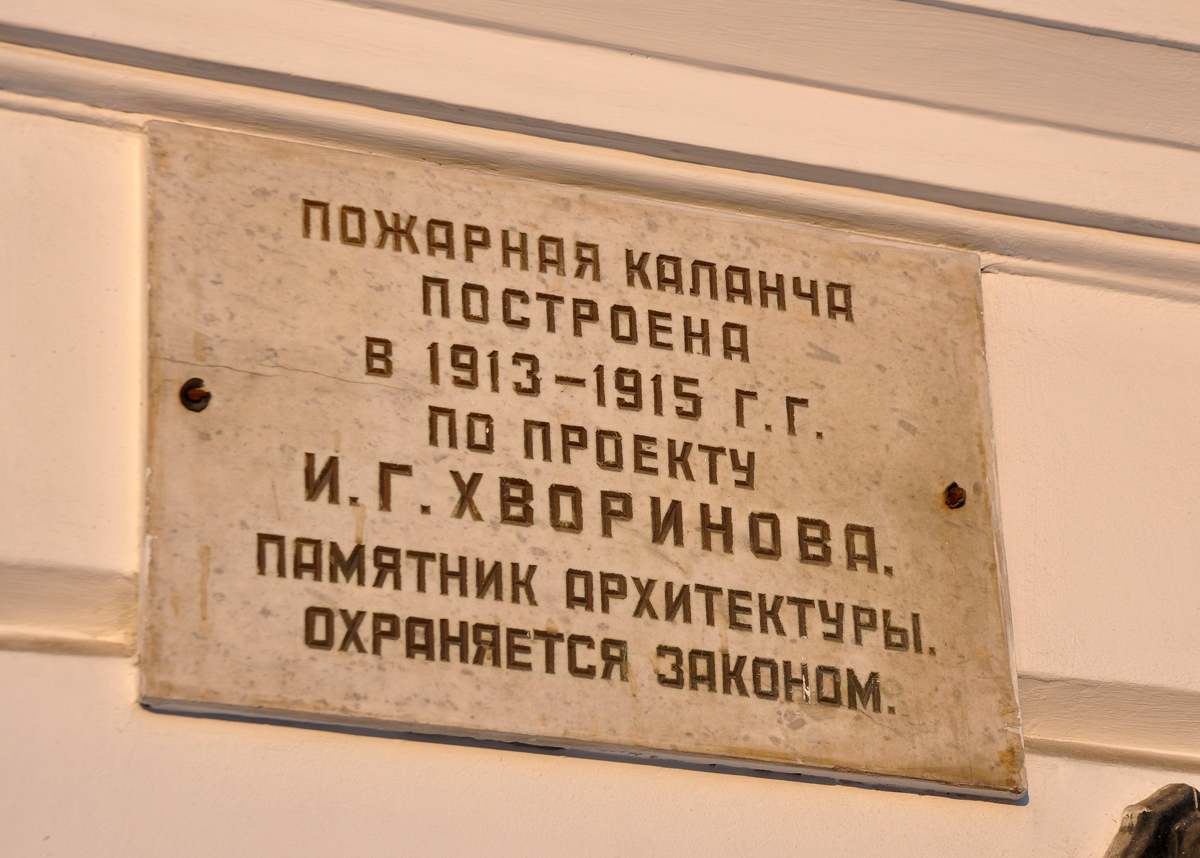 ПОЖАРНАЯ КАЛАНЧА
ПОСТРОЕНА
В 1913–1915 Г.Г.
ПО ПРОЕКТУ
И.Г.ХВОРИНОВА.
ПАМЯТНИК АРХИТЕКТУРЫ.
ОХРАНЯЕТСЯ ЗАКОНОМ.